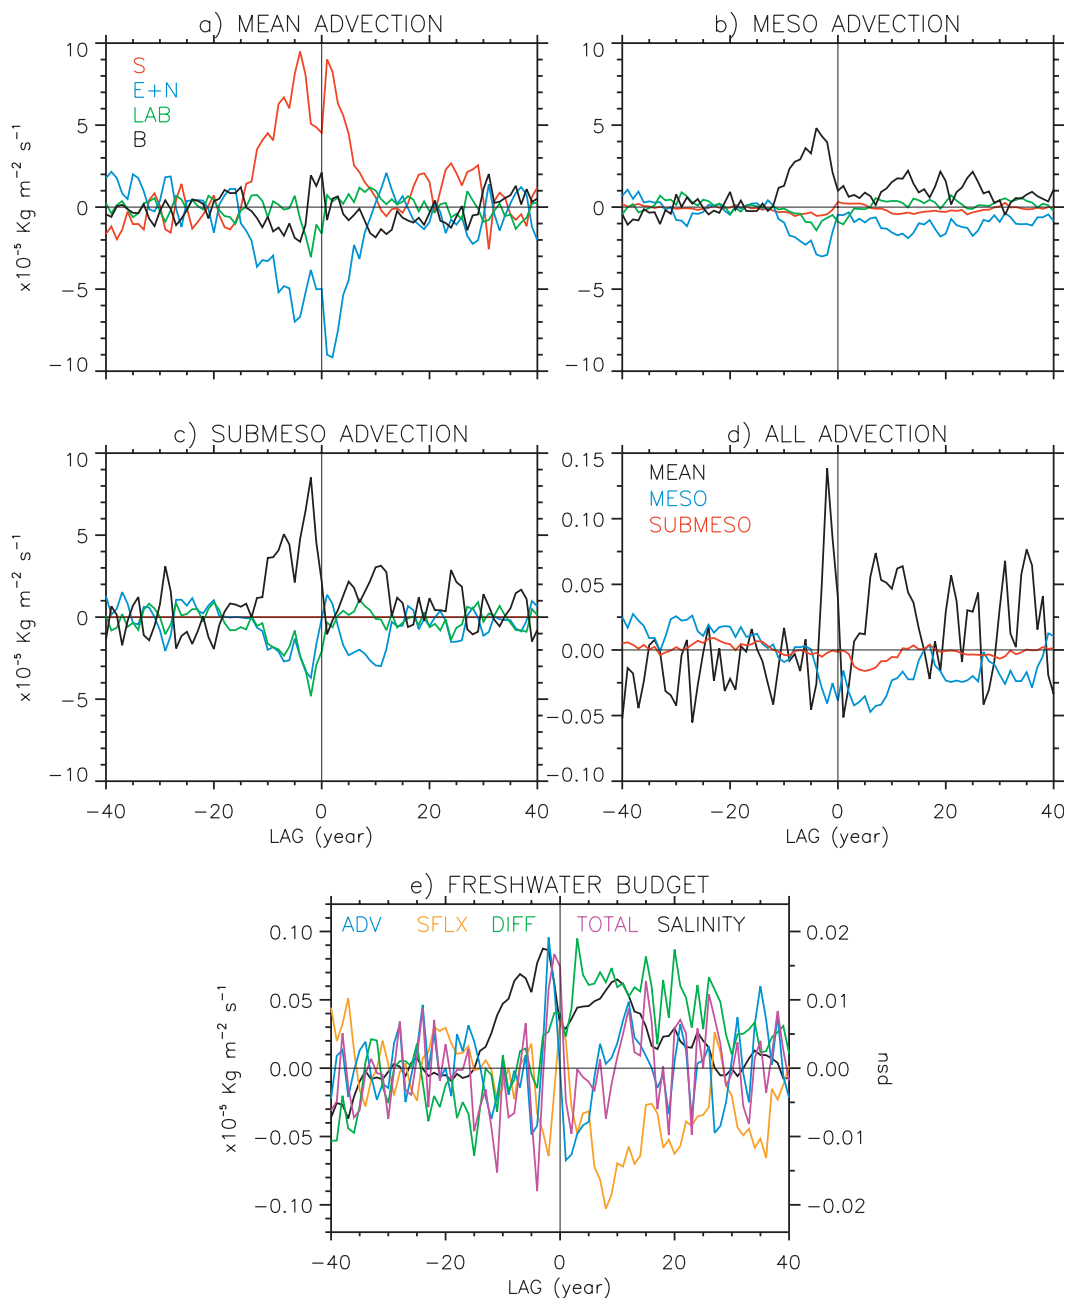 a) MEAN ADVECTION
b) MESO ADVECTION
10
5
0
−5
−10
x10⁻⁵ Kg m⁻² s⁻¹
S
E+N
LAB
B
10
5
0
−5
−10
c) SUBMESO ADVECTION
d) ALL ADVECTION
10
5
0
−5
−10
x10⁻⁵ Kg m⁻² s⁻¹
−40 −20 0 20 40
LAG (year)
0.15
0.10
0.05
0.00
−0.05
−0.10
MEAN
MESO
SUBMESO
−40 −20 0 20 40
LAG (year)
e) FRESHWATER BUDGET
ADV SFLX DIFF TOTAL SALINITY
0.10
0.05
0.00
−0.05
−0.10
x10⁻⁵ Kg m⁻² s⁻¹
0.02
0.01
0.00
−0.01
−0.02
psu
−40 −20 0 20 40
LAG (year)